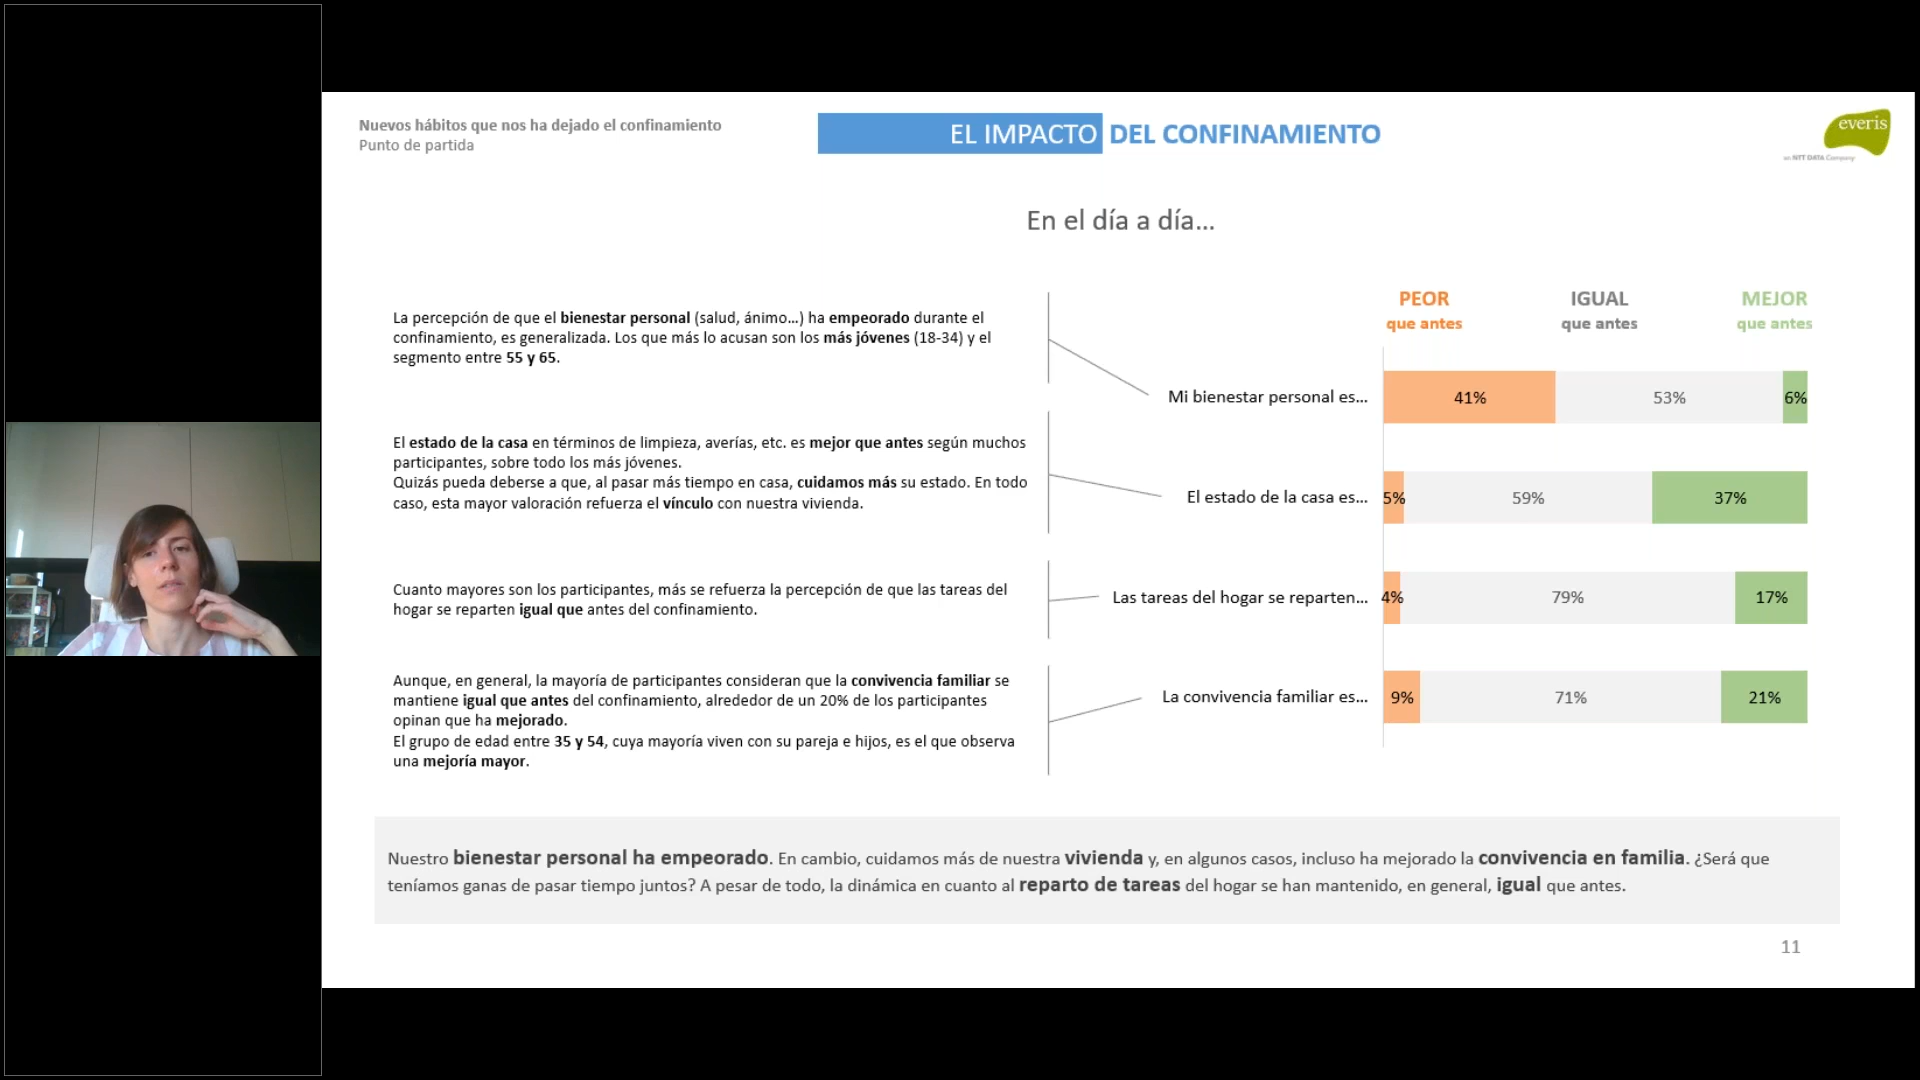 Nuevos hábitos que nos ha dejado el confinamiento
Punto de partida
EL IMPACTO DEL CONFINAMIENTO
everis
an NTT DATA Company
En el día a día...
La percepción de que el bienestar personal (salud, ánimo...) ha empeorado durante el
confinamiento, es generalizada. Los que más lo acusan son los más jóvenes (18-34) y el
segmento entre 55 y 65.
El estado de la casa en términos de limpieza, averías, etc. es mejor que antes según muchos
participantes, sobre todo los más jóvenes.
Quizás pueda deberse a que, al pasar más tiempo en casa, cuidamos más su estado. En todo
caso, esta mayor valoración refuerza el vínculo con nuestra vivienda.
Cuanto mayores son los participantes, más se refuerza la percepción de que las tareas del
hogar se reparten igual que antes del confinamiento.
Aunque, en general, la mayoría de participantes consideran que la convivencia familiar se
mantiene igual que antes del confinamiento, alrededor de un 20% de los participantes
opinan que ha mejorado.
El grupo de edad entre 35 y 54, cuya mayoría viven con su pareja e hijos, es el que observa
una mejoría mayor.
PEOR IGUAL MEJOR
que antes que antes que antes
Mi bienestar personal es... 41% 53% 6%
El estado de la casa es... 5% 59% 37%
Las tareas del hogar se reparten... 4% 79% 17%
La convivencia familiar es... 9% 71% 21%
Nuestro bienestar personal ha empeorado. En cambio, cuidamos más de nuestra vivienda y, en algunos casos, incluso ha mejorado la convivencia en familia. ¿Será que
teníamos ganas de pasar tiempo juntos? A pesar de todo, la dinámica en cuanto al reparto de tareas del hogar se han mantenido, en general, igual que antes.
11